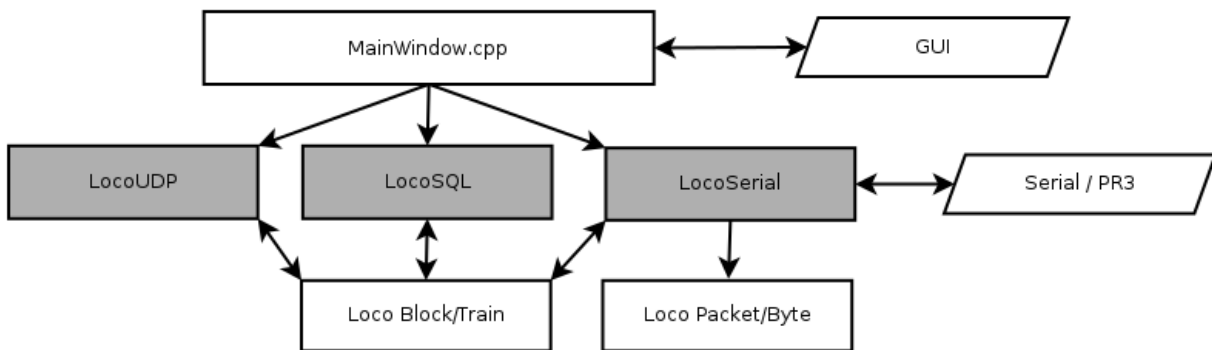 MainWindow.cpp
GUI
LocoUDP
LocoSQL
LocoSerial
Serial / PR3
Loco Block/Train
Loco Packet/Byte